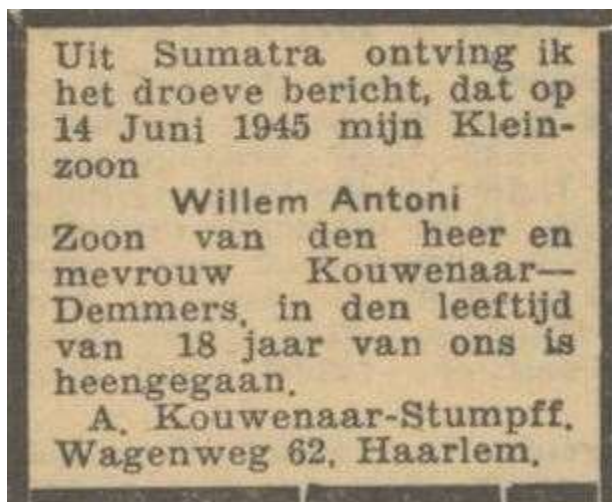 Uit Sumatra ontving ik
het droeve bericht, dat op
14 Juni 1945 mijn Klein-
zoon
Willem Antoni
Zoon van den heer en
mevrouw Kouwenaar—
Demmers, in den leeftijd
van 18 jaar van ons is
heengegaan.
A. Kouwenaar-Stumpff.
Wagenweg 62, Haarlem.